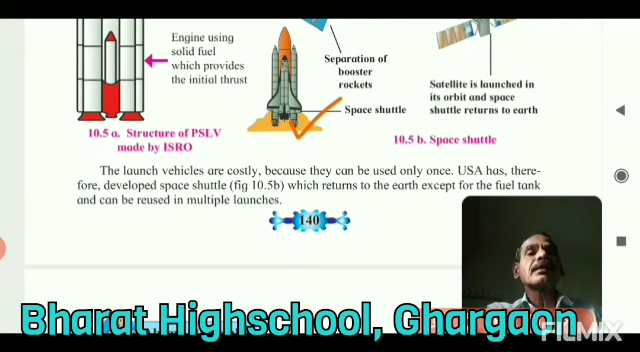 Engine using
solid fuel
which provides
the initial thrust
10.5 a. Structure of PSLV
made by ISRO
Separation of
booster
rockets
Space shuttle
Satellite is launched in
its orbit and space
shuttle returns to earth
10.5 b. Space shuttle
The launch vehicles are costly, because they can be used only once. USA has, there-
fore, developed space shuttle (fig 10.5b) which returns to the earth except for the fuel tank
and can be reused in multiple launches.
140
Bharat Highschool, Ghargaon
FILMIX